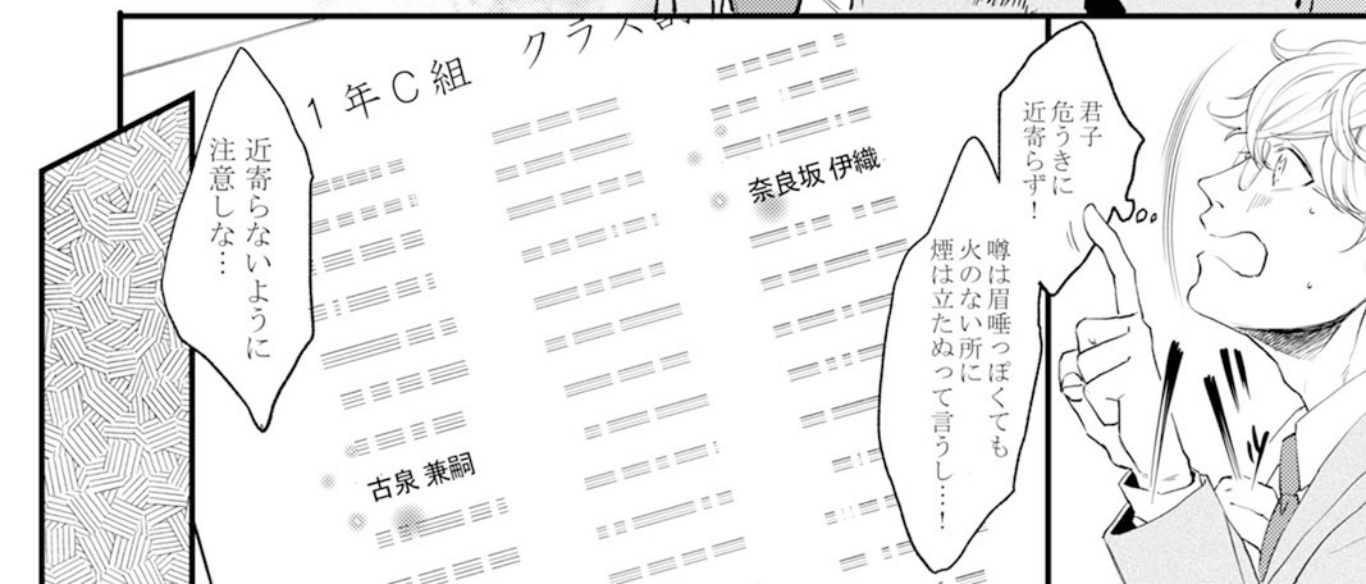 君子
危うきに
近寄らず!
噂は眉唾っぽくても
火のない所に
煙は立たぬって言うし…!
1年C組 クラス
奈良坂 伊織
古泉 兼嗣
近寄らないように
注意しな…